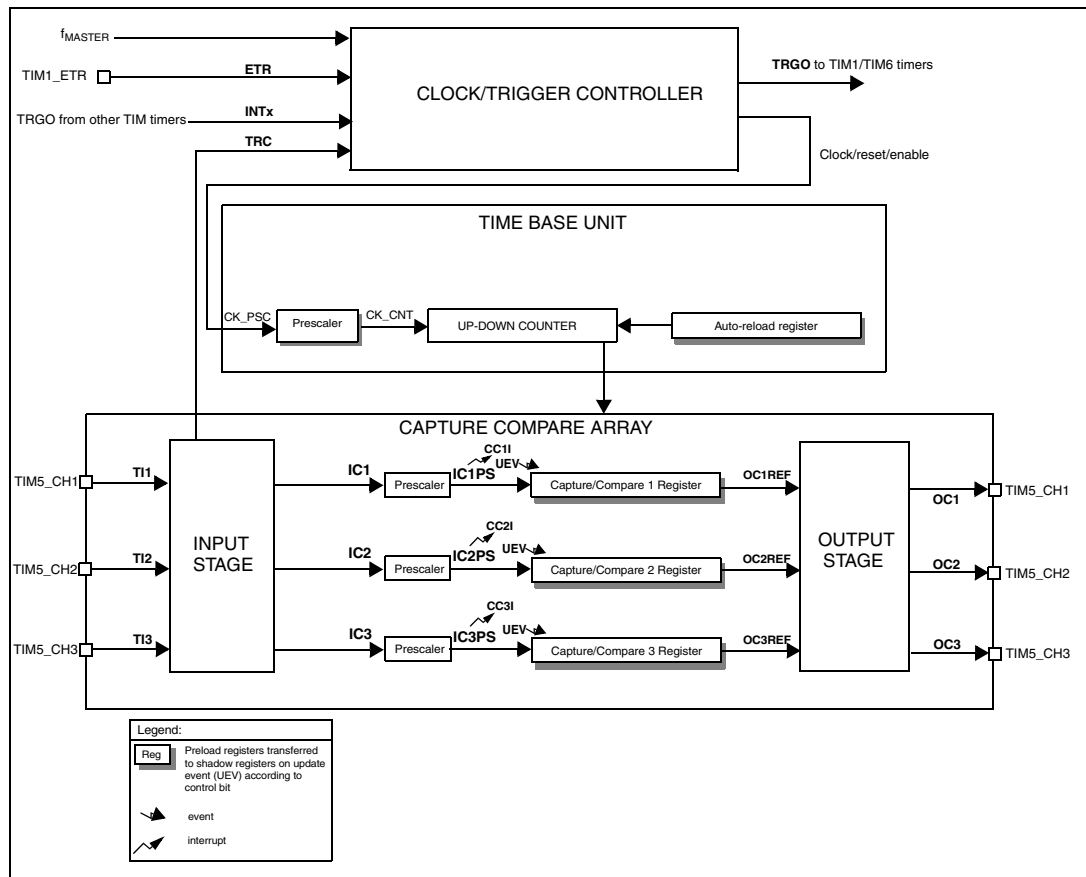 fMASTER
TIM1_ETR
ETR
TRGO from other TIM timers
INTx
TRC
CLOCK/TRIGGER CONTROLLER
TRGO to TIM1/TIM6 timers
Clock/reset/enable
TIME BASE UNIT
CK_PSC
Prescaler
CK_CNT
UP-DOWN COUNTER
Auto-reload register
CAPTURE COMPARE ARRAY
TIM5_CH1
TI1
INPUT
STAGE
IC1
Prescaler
IC1PS
CC1I
UEV
Capture/Compare 1 Register
OC1REF
OUTPUT
STAGE
OC1
TIM5_CH1
TIM5_CH2
TI2
IC2
Prescaler
IC2PS
CC2I
UEV
Capture/Compare 2 Register
OC2REF
OC2
TIM5_CH2
TIM5_CH3
TI3
IC3
Prescaler
IC3PS
CC3I
UEV
Capture/Compare 3 Register
OC3REF
OC3
TIM5_CH3
Legend:
Reg
Preload registers transferred
to shadow registers on update
event (UEV) according to
control bit
event
interrupt